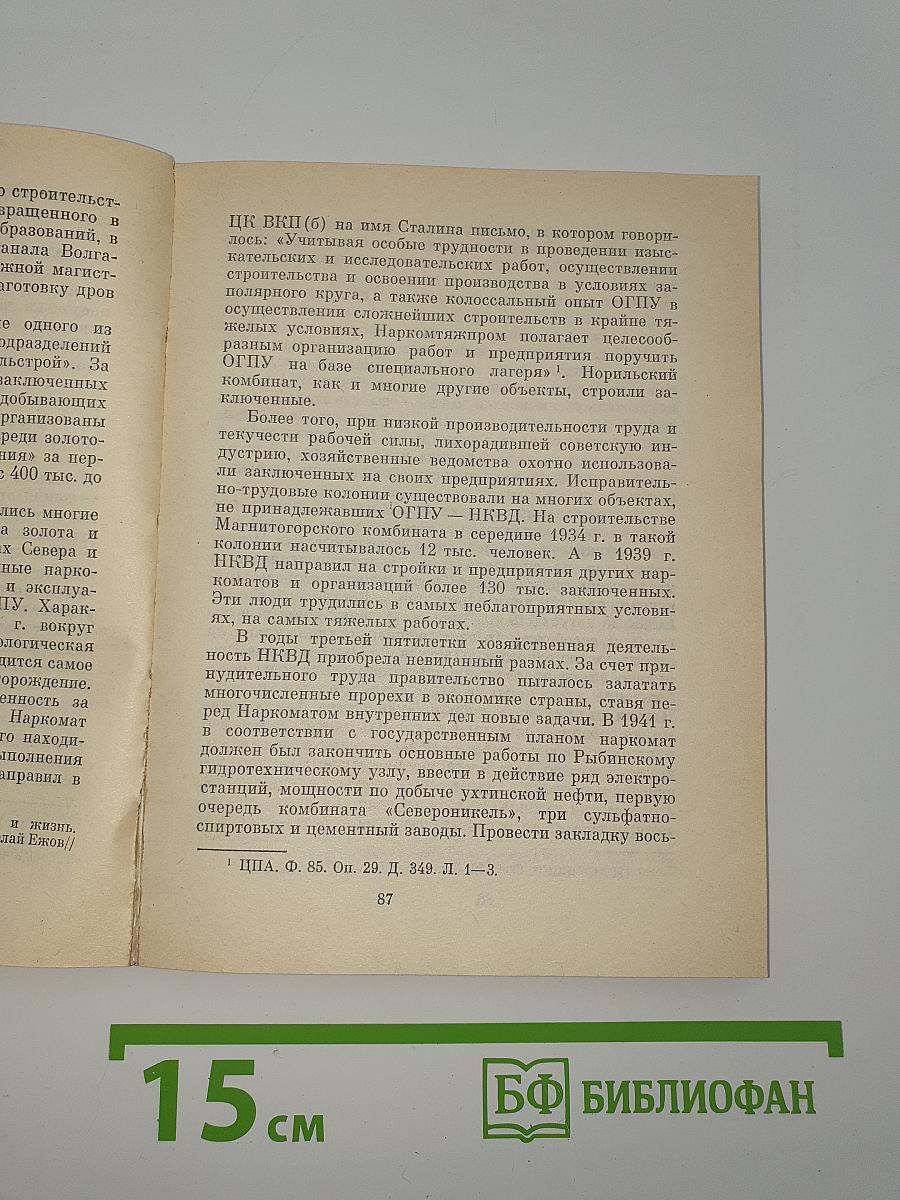 о строительст-
вращенного в
бразований, в
анала Волга-
жной магист-
аготовку дров
ие одного из
одразделений
льстрой». За
заключенных
добывающих
рганизованы
реди золото-
ния» за пер-
с 400 тыс. до
лись многие
а золота и
ах Севера и
ные нарко-
и эксплуа-
ПУ. Харак-
г. вокруг
ологическая
дится самое
орождение.
енность за
Наркомат
го находи-
ыполнения
аправил в
и жизнь.
лай Ежов//
ЦК ВКП(б) на имя Сталина письмо, в котором говори-
лось: «Учитывая особые трудности в проведении изыс-
кательских и исследовательских работ, осуществлении
строительства и освоении производства в условиях за-
полярного круга, а также колоссальный опыт ОГПУ в
осуществлении сложнейших строительств в крайне тя-
желых условиях, Наркомтяжпром полагает целесооб-
разным организацию работ и предприятия поручить
ОГПУ на базе специального лагеря»¹. Норильский
комбинат, как и многие другие объекты, строили за-
ключенные.
Более того, при низкой производительности труда и
текучести рабочей силы, лихорадившей советскую ин-
дустрию, хозяйственные ведомства охотно использова-
ли заключенных на своих предприятиях. Исправитель-
но-трудовые колонии существовали на многих объектах,
не принадлежавших ОГПУ — НКВД. На строительстве
Магнитогорского комбината в середине 1934 г. в такой
колонии насчитывалось 12 тыс. человек. А в 1939 г.
НКВД направил на стройки и предприятия других нар-
коматов и организаций более 130 тыс. заключенных.
Эти люди трудились в самых неблагоприятных услови-
ях, на самых тяжелых работах.
В годы третьей пятилетки хозяйственная деятель-
ность НКВД приобрела невиданный размах. За счет при-
нудительного труда правительство пыталось залатать
многочисленные прорехи в экономике страны, ставя пе-
ред Наркоматом внутренних дел новые задачи. В 1941 г.
в соответствии с государственным планом наркомат
должен был закончить основные работы по Рыбинскому
гидротехническому узлу, ввести в действие ряд электро-
станций, мощности по добыче ухтинской нефти, первую
очередь комбината «Североникель», три сульфатно-
спиртовых и цементный заводы. Провести закладку вось-
¹ ЦПА. Ф. 85. Оп. 29. Д. 349. Л. 1—3.
87
15 см
БФ БИБЛИОФАН